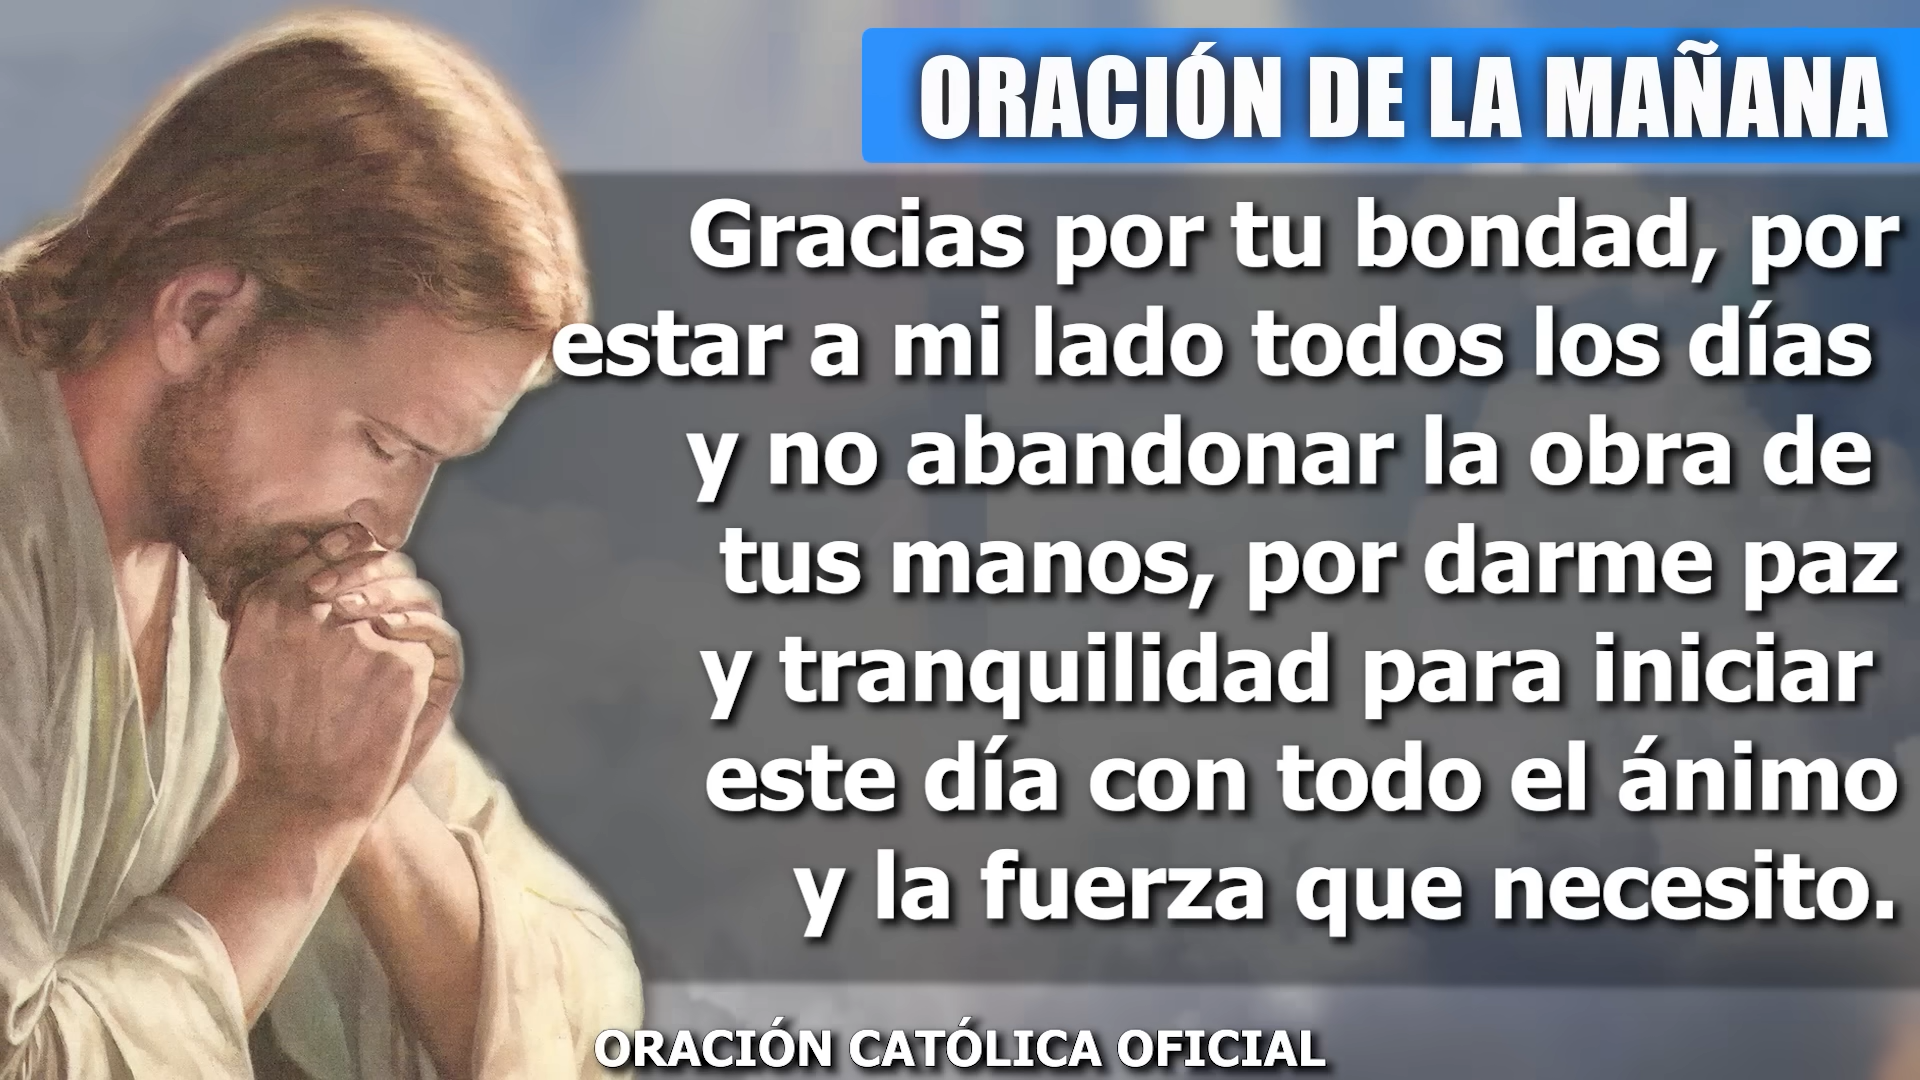 ORACIÓN DE LA MAÑANA
Gracias por tu bondad, por
estar a mi lado todos los días
y no abandonar la obra de
tus manos, por darme paz
y tranquilidad para iniciar
este día con todo el ánimo
y la fuerza que necesito.
ORACIÓN CATÓLICA OFICIAL